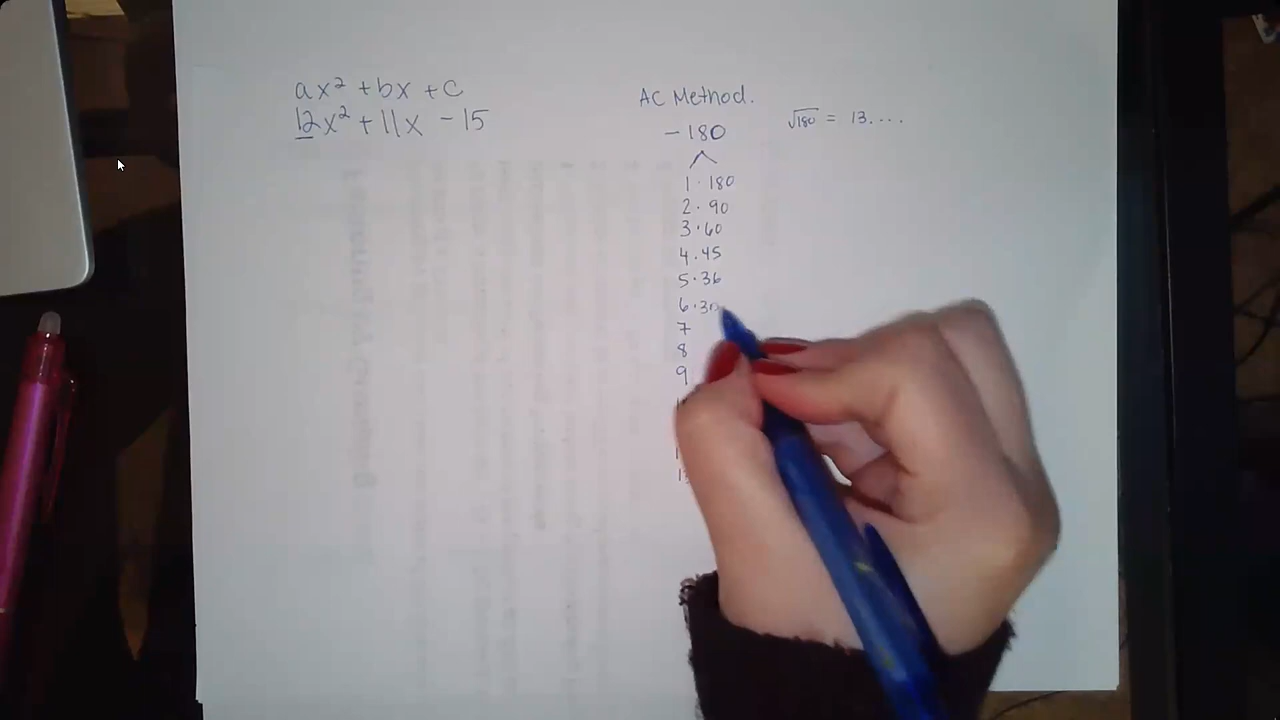 ax² + bx + C
12x² + 11x - 15
AC Method.
-180
1 · 180
2 · 90
3 · 60
4 · 45
5 · 36
6 · 30
7
8
9
√180 = 13....